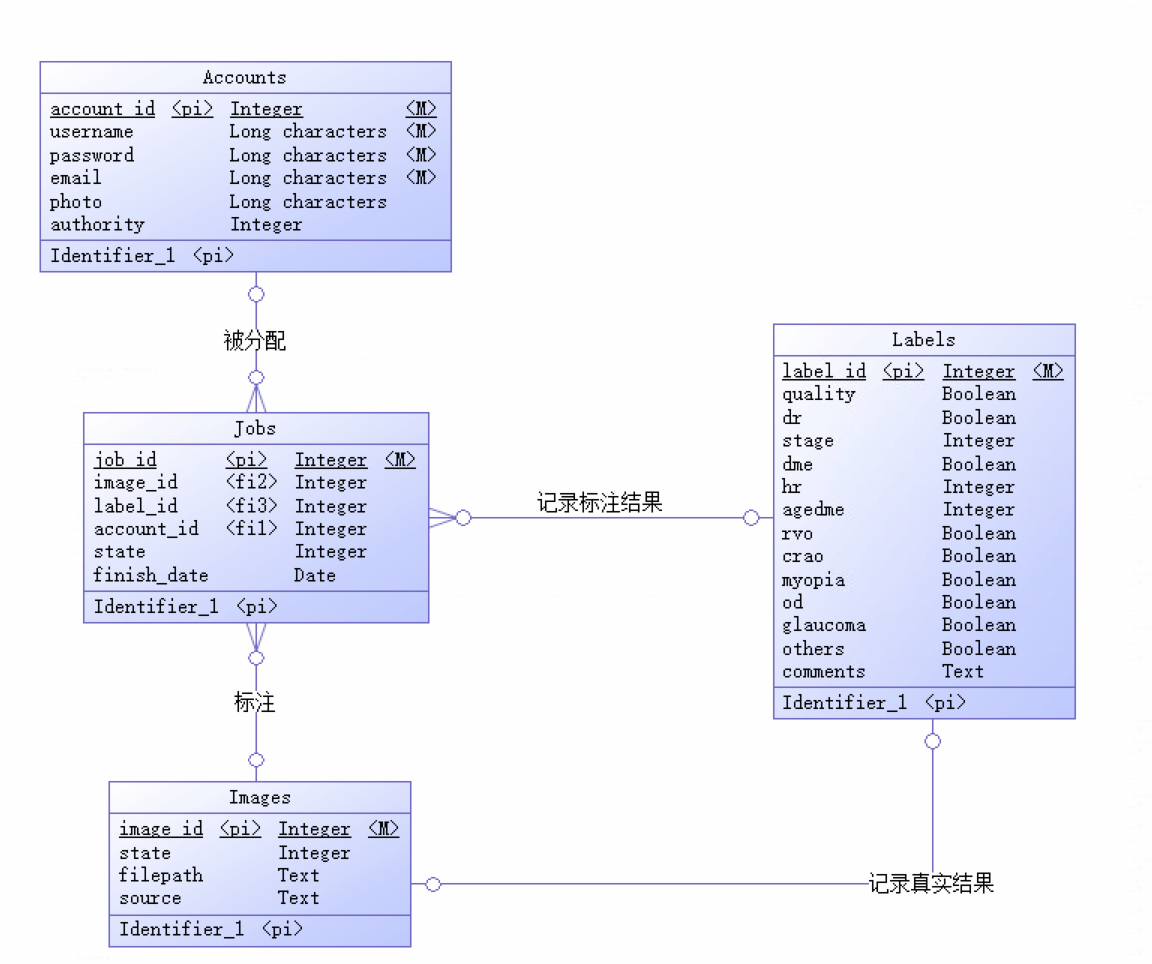 Accounts
account_id <pi> Integer <M>
username Long characters <M>
password Long characters <M>
email Long characters <M>
photo Long characters
authority Integer
Identifier_1 <pi>
被分配
Jobs
job_id <pi> Integer <M>
image_id <fi2> Integer
label_id <fi3> Integer
account_id <fi1> Integer
state Integer
finish_date Date
Identifier_1 <pi>
记录标注结果
Labels
label_id <pi> Integer <M>
quality Boolean
dr Boolean
stage Integer
dme Boolean
hr Integer
agedme Integer
rvo Boolean
crao Boolean
myopia Boolean
od Boolean
glaucoma Boolean
others Boolean
comments Text
Identifier_1 <pi>
标注
Images
image_id <pi> Integer <M>
state Integer
filepath Text
source Text
Identifier_1 <pi>
记录真实结果